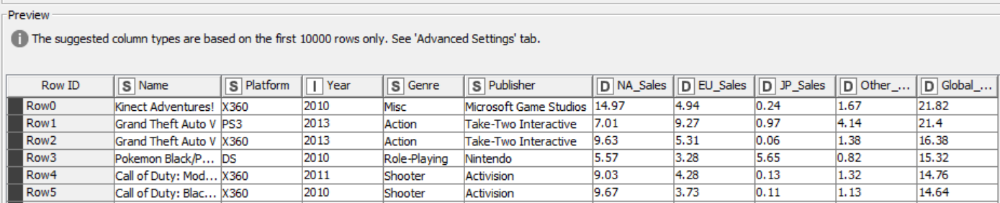 Preview
The suggested column types are based on the first 10000 rows only. See 'Advanced Settings' tab.
Row ID S Name S Platform I Year S Genre S Publisher D NA_Sales D EU_Sales D JP_Sales D Other_... D Global_...
Row0 Kinect Adventures! X360 2010 Misc Microsoft Game Studios 14.97 4.94 0.24 1.67 21.82
Row1 Grand Theft Auto V PS3 2013 Action Take-Two Interactive 7.01 9.27 0.97 4.14 21.4
Row2 Grand Theft Auto V X360 2013 Action Take-Two Interactive 9.63 5.31 0.06 1.38 16.38
Row3 Pokemon Black/P... DS 2010 Role-Playing Nintendo 5.57 3.28 5.65 0.82 15.32
Row4 Call of Duty: Mod... X360 2011 Shooter Activision 9.03 4.28 0.13 1.32 14.76
Row5 Call of Duty: Blac... X360 2010 Shooter Activision 9.67 3.73 0.11 1.13 14.64